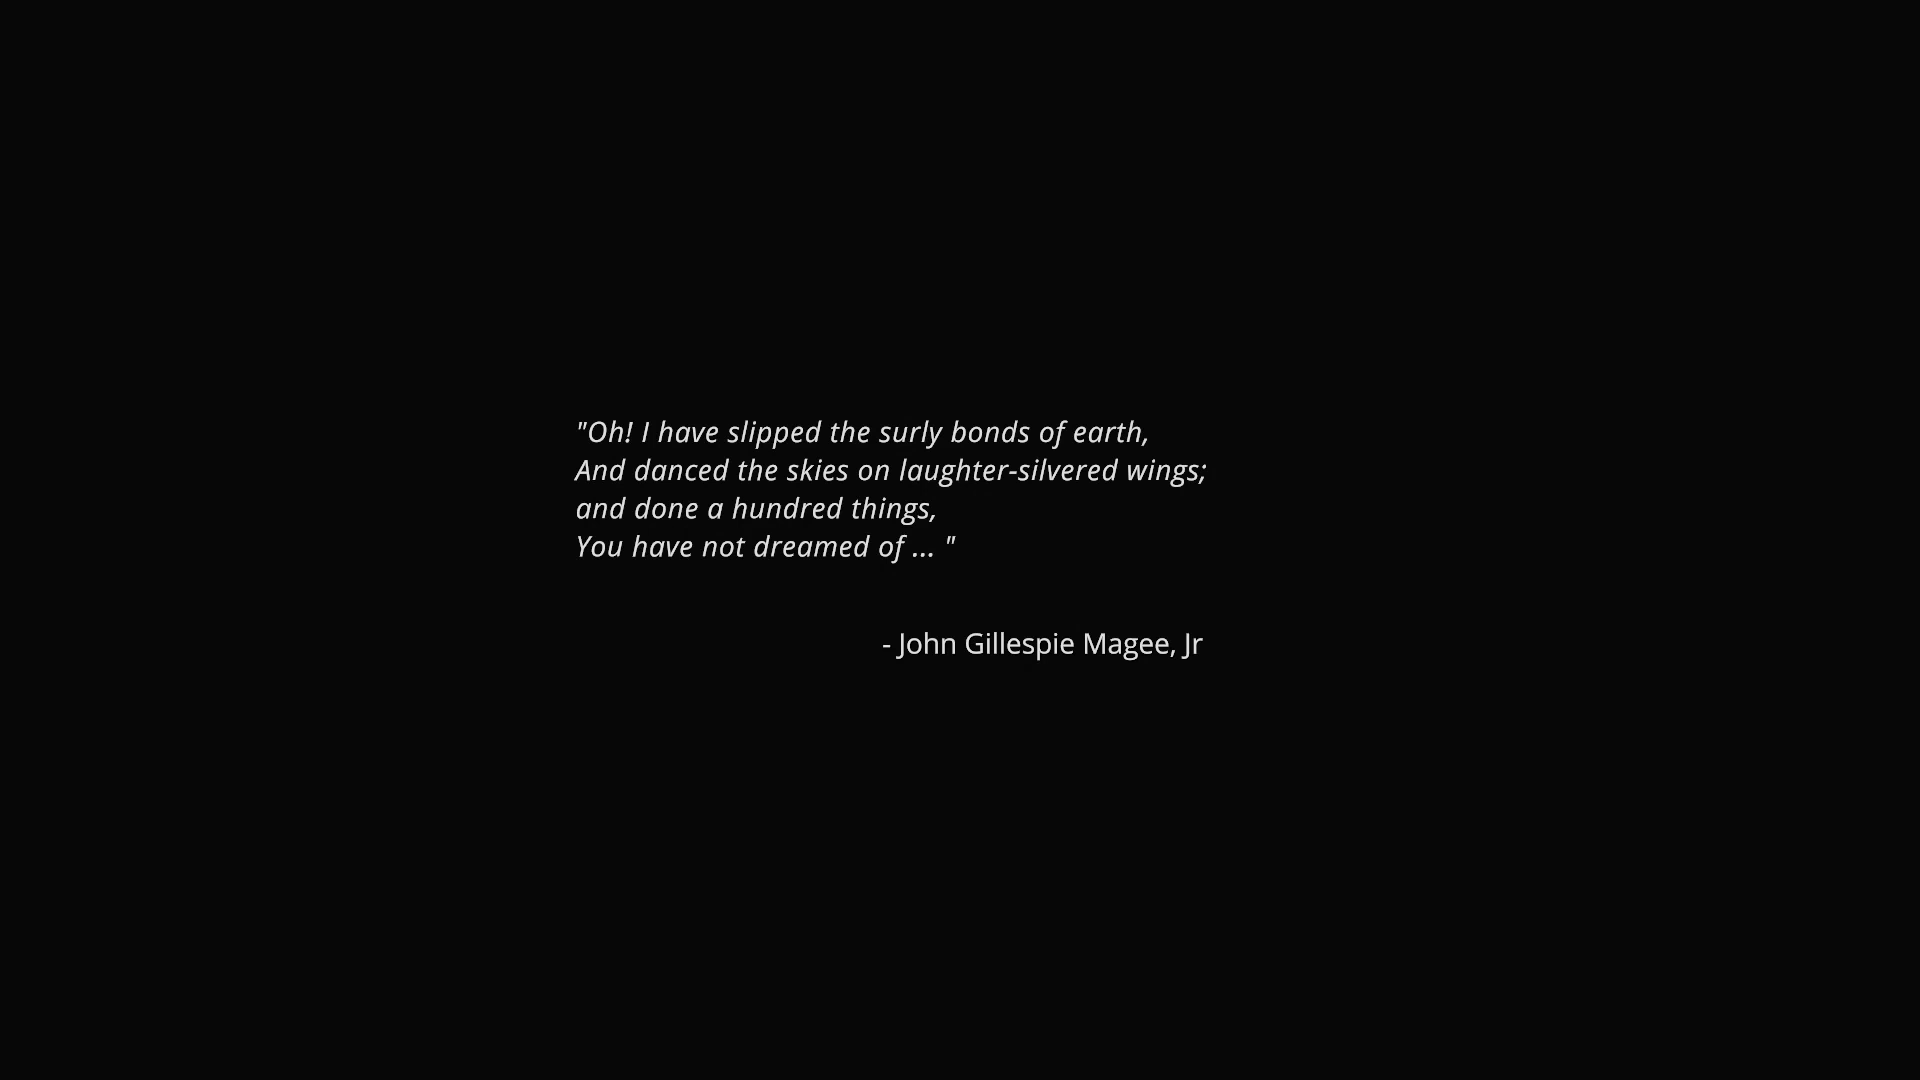 "Oh! I have slipped the surly bonds of earth,
And danced the skies on laughter-silvered wings;
and done a hundred things,
You have not dreamed of ... "
- John Gillespie Magee, Jr